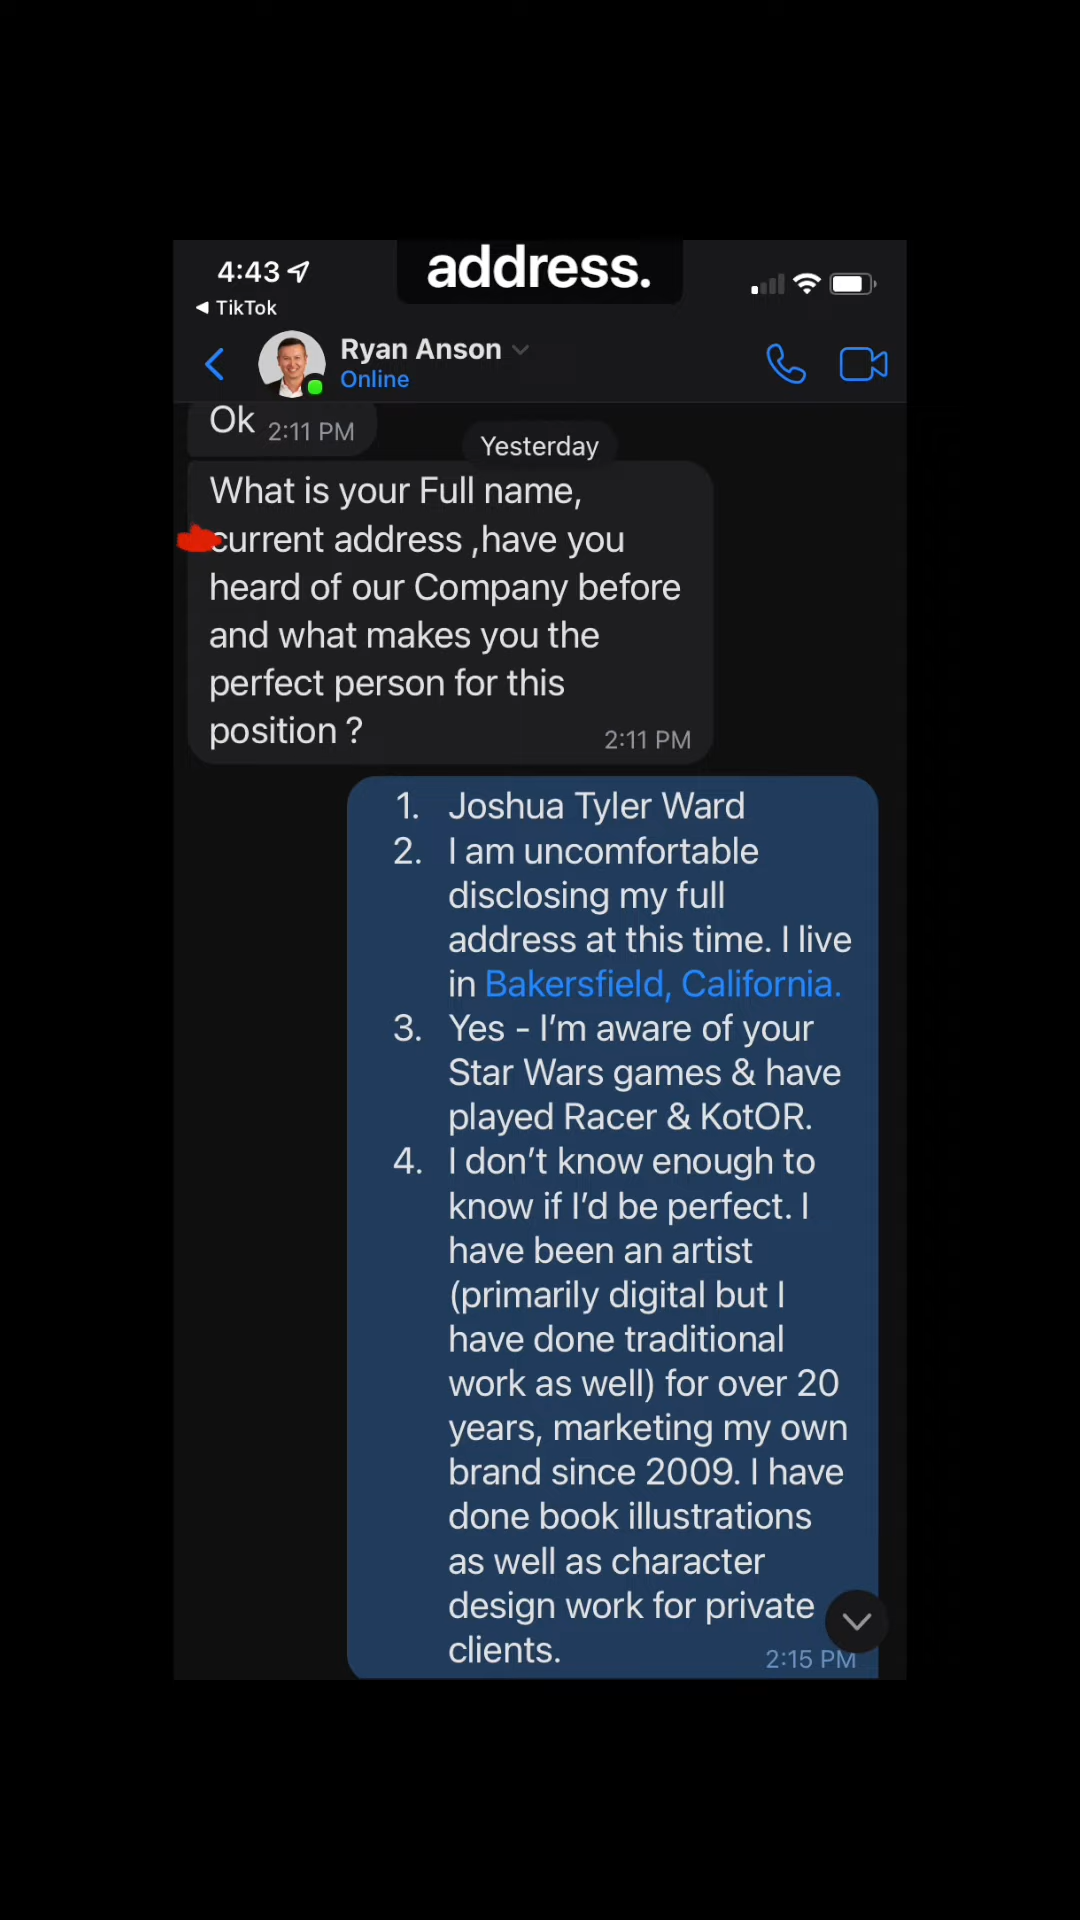 address.
4:43
◀ TikTok
Ryan Anson
Online
Ok 2:11 PM
Yesterday
What is your Full name,
current address ,have you
heard of our Company before
and what makes you the
perfect person for this
position ?
2:11 PM
1. Joshua Tyler Ward
2. I am uncomfortable
disclosing my full
address at this time. I live
in Bakersfield, California.
3. Yes - I’m aware of your
Star Wars games & have
played Racer & KotOR.
4. I don’t know enough to
know if I’d be perfect. I
have been an artist
(primarily digital but I
have done traditional
work as well) for over 20
years, marketing my own
brand since 2009. I have
done book illustrations
as well as character
design work for private
clients.
2:15 PM